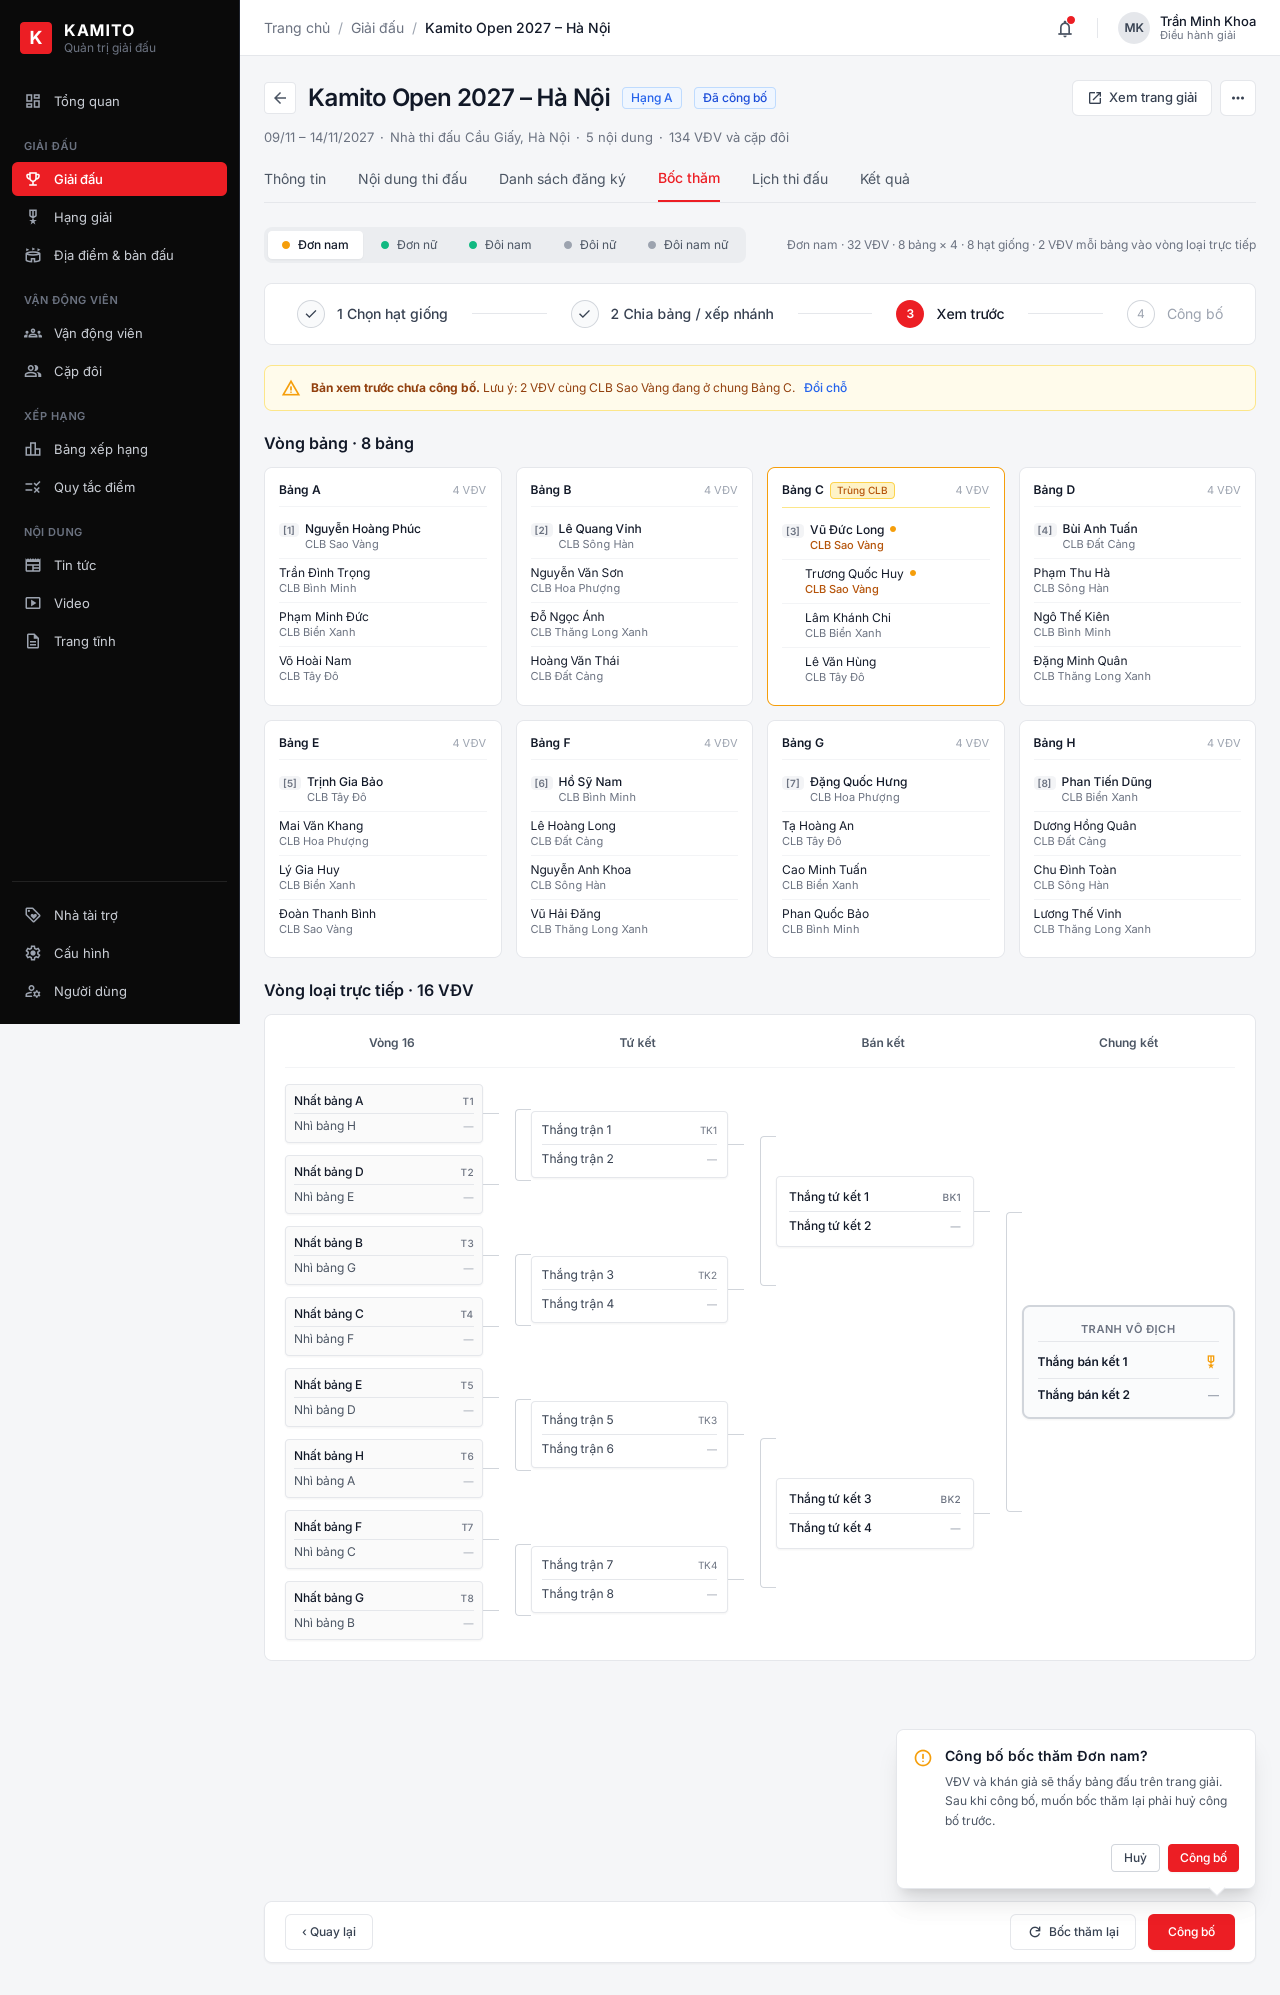 K
KAMITO
Quản trị giải đấu
Tổng quan
GIẢI ĐẤU
Giải đấu
Hạng giải
Địa điểm & bàn đấu
VẬN ĐỘNG VIÊN
Vận động viên
Cặp đôi
XẾP HẠNG
Bảng xếp hạng
Quy tắc điểm
NỘI DUNG
Tin tức
Video
Trang tĩnh
Nhà tài trợ
Cấu hình
Người dùng
Trang chủ / Giải đấu / Kamito Open 2027 – Hà Nội
MK
Trần Minh Khoa
Điều hành giải
Kamito Open 2027 – Hà Nội
Hạng A
Đã công bố
Xem trang giải
09/11 – 14/11/2027 · Nhà thi đấu Cầu Giấy, Hà Nội · 5 nội dung · 134 VĐV và cặp đôi
Thông tin
Nội dung thi đấu
Danh sách đăng ký
Bốc thăm
Lịch thi đấu
Kết quả
Đơn nam
Đơn nữ
Đôi nam
Đôi nữ
Đôi nam nữ
Đơn nam · 32 VĐV · 8 bảng × 4 · 8 hạt giống · 2 VĐV mỗi bảng vào vòng loại trực tiếp
1 Chọn hạt giống
2 Chia bảng / xếp nhánh
3 Xem trước
4 Công bố
Bản xem trước chưa công bố. Lưu ý: 2 VĐV cùng CLB Sao Vàng đang ở chung Bảng C. Đổi chỗ
Vòng bảng · 8 bảng
Bảng A 4 VĐV
[1] Nguyễn Hoàng Phúc
CLB Sao Vàng
Trần Đình Trọng
CLB Bình Minh
Phạm Minh Đức
CLB Biển Xanh
Võ Hoài Nam
CLB Tây Đô
Bảng B 4 VĐV
[2] Lê Quang Vinh
CLB Sông Hàn
Nguyễn Văn Sơn
CLB Hoa Phượng
Đỗ Ngọc Ánh
CLB Thăng Long Xanh
Hoàng Văn Thái
CLB Đất Cảng
Bảng C Trùng CLB 4 VĐV
[3] Vũ Đức Long
CLB Sao Vàng
Trương Quốc Huy
CLB Sao Vàng
Lâm Khánh Chi
CLB Biển Xanh
Lê Văn Hùng
CLB Tây Đô
Bảng D 4 VĐV
[4] Bùi Anh Tuấn
CLB Đất Cảng
Phạm Thu Hà
CLB Sông Hàn
Ngô Thế Kiên
CLB Bình Minh
Đặng Minh Quân
CLB Thăng Long Xanh
Bảng E 4 VĐV
[5] Trịnh Gia Bảo
CLB Tây Đô
Mai Văn Khang
CLB Hoa Phượng
Lý Gia Huy
CLB Biển Xanh
Đoàn Thanh Bình
CLB Sao Vàng
Bảng F 4 VĐV
[6] Hồ Sỹ Nam
CLB Bình Minh
Lê Hoàng Long
CLB Đất Cảng
Nguyễn Anh Khoa
CLB Sông Hàn
Vũ Hải Đăng
CLB Thăng Long Xanh
Bảng G 4 VĐV
[7] Đặng Quốc Hưng
CLB Hoa Phượng
Tạ Hoàng An
CLB Tây Đô
Cao Minh Tuấn
CLB Biển Xanh
Phan Quốc Bảo
CLB Bình Minh
Bảng H 4 VĐV
[8] Phan Tiến Dũng
CLB Biển Xanh
Dương Hồng Quân
CLB Đất Cảng
Chu Đình Toàn
CLB Sông Hàn
Lương Thế Vinh
CLB Thăng Long Xanh
Vòng loại trực tiếp · 16 VĐV
Vòng 16
Tứ kết
Bán kết
Chung kết
Nhất bảng A T1
Nhì bảng H —
Nhất bảng D T2
Nhì bảng E —
Nhất bảng B T3
Nhì bảng G —
Nhất bảng C T4
Nhì bảng F —
Nhất bảng E T5
Nhì bảng D —
Nhất bảng H T6
Nhì bảng A —
Nhất bảng F T7
Nhì bảng C —
Nhất bảng G T8
Nhì bảng B —
Thắng trận 1 TK1
Thắng trận 2 —
Thắng trận 3 TK2
Thắng trận 4 —
Thắng trận 5 TK3
Thắng trận 6 —
Thắng trận 7 TK4
Thắng trận 8 —
Thắng tứ kết 1 BK1
Thắng tứ kết 2 —
Thắng tứ kết 3 BK2
Thắng tứ kết 4 —
TRANH VÔ ĐỊCH
Thắng bán kết 1
Thắng bán kết 2 —
Công bố bốc thăm Đơn nam?
VĐV và khán giả sẽ thấy bảng đấu trên trang giải.
Sau khi công bố, muốn bốc thăm lại phải huỷ công
bố trước.
Huỷ
Công bố
‹ Quay lại
Bốc thăm lại
Công bố